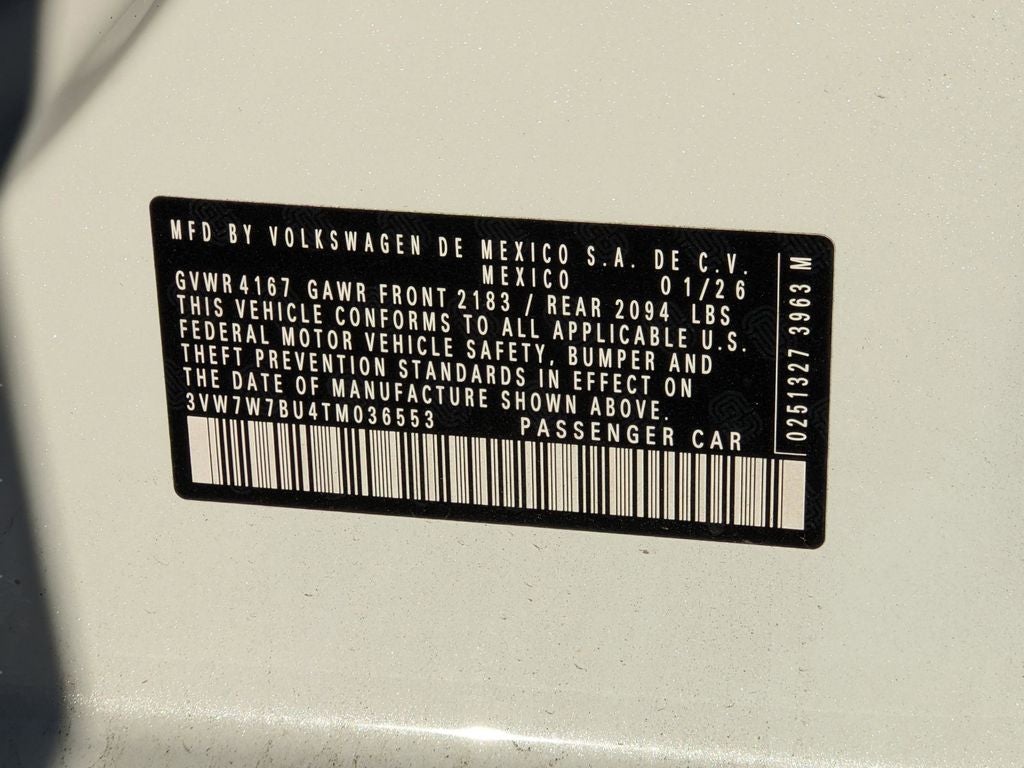 MFD BY VOLKSWAGEN DE MEXICO S.A. DE C.V.
MEXICO 01/26
GVWR 4167 GAWR FRONT 2183 / REAR 2094 LBS
THIS VEHICLE CONFORMS TO ALL APPLICABLE U.S.
FEDERAL MOTOR VEHICLE SAFETY, BUMPER AND
THEFT PREVENTION STANDARDS IN EFFECT ON
THE DATE OF MANUFACTURE SHOWN ABOVE.
3VW7W7BU4TM036553 PASSENGER CAR
0251327 3963 M